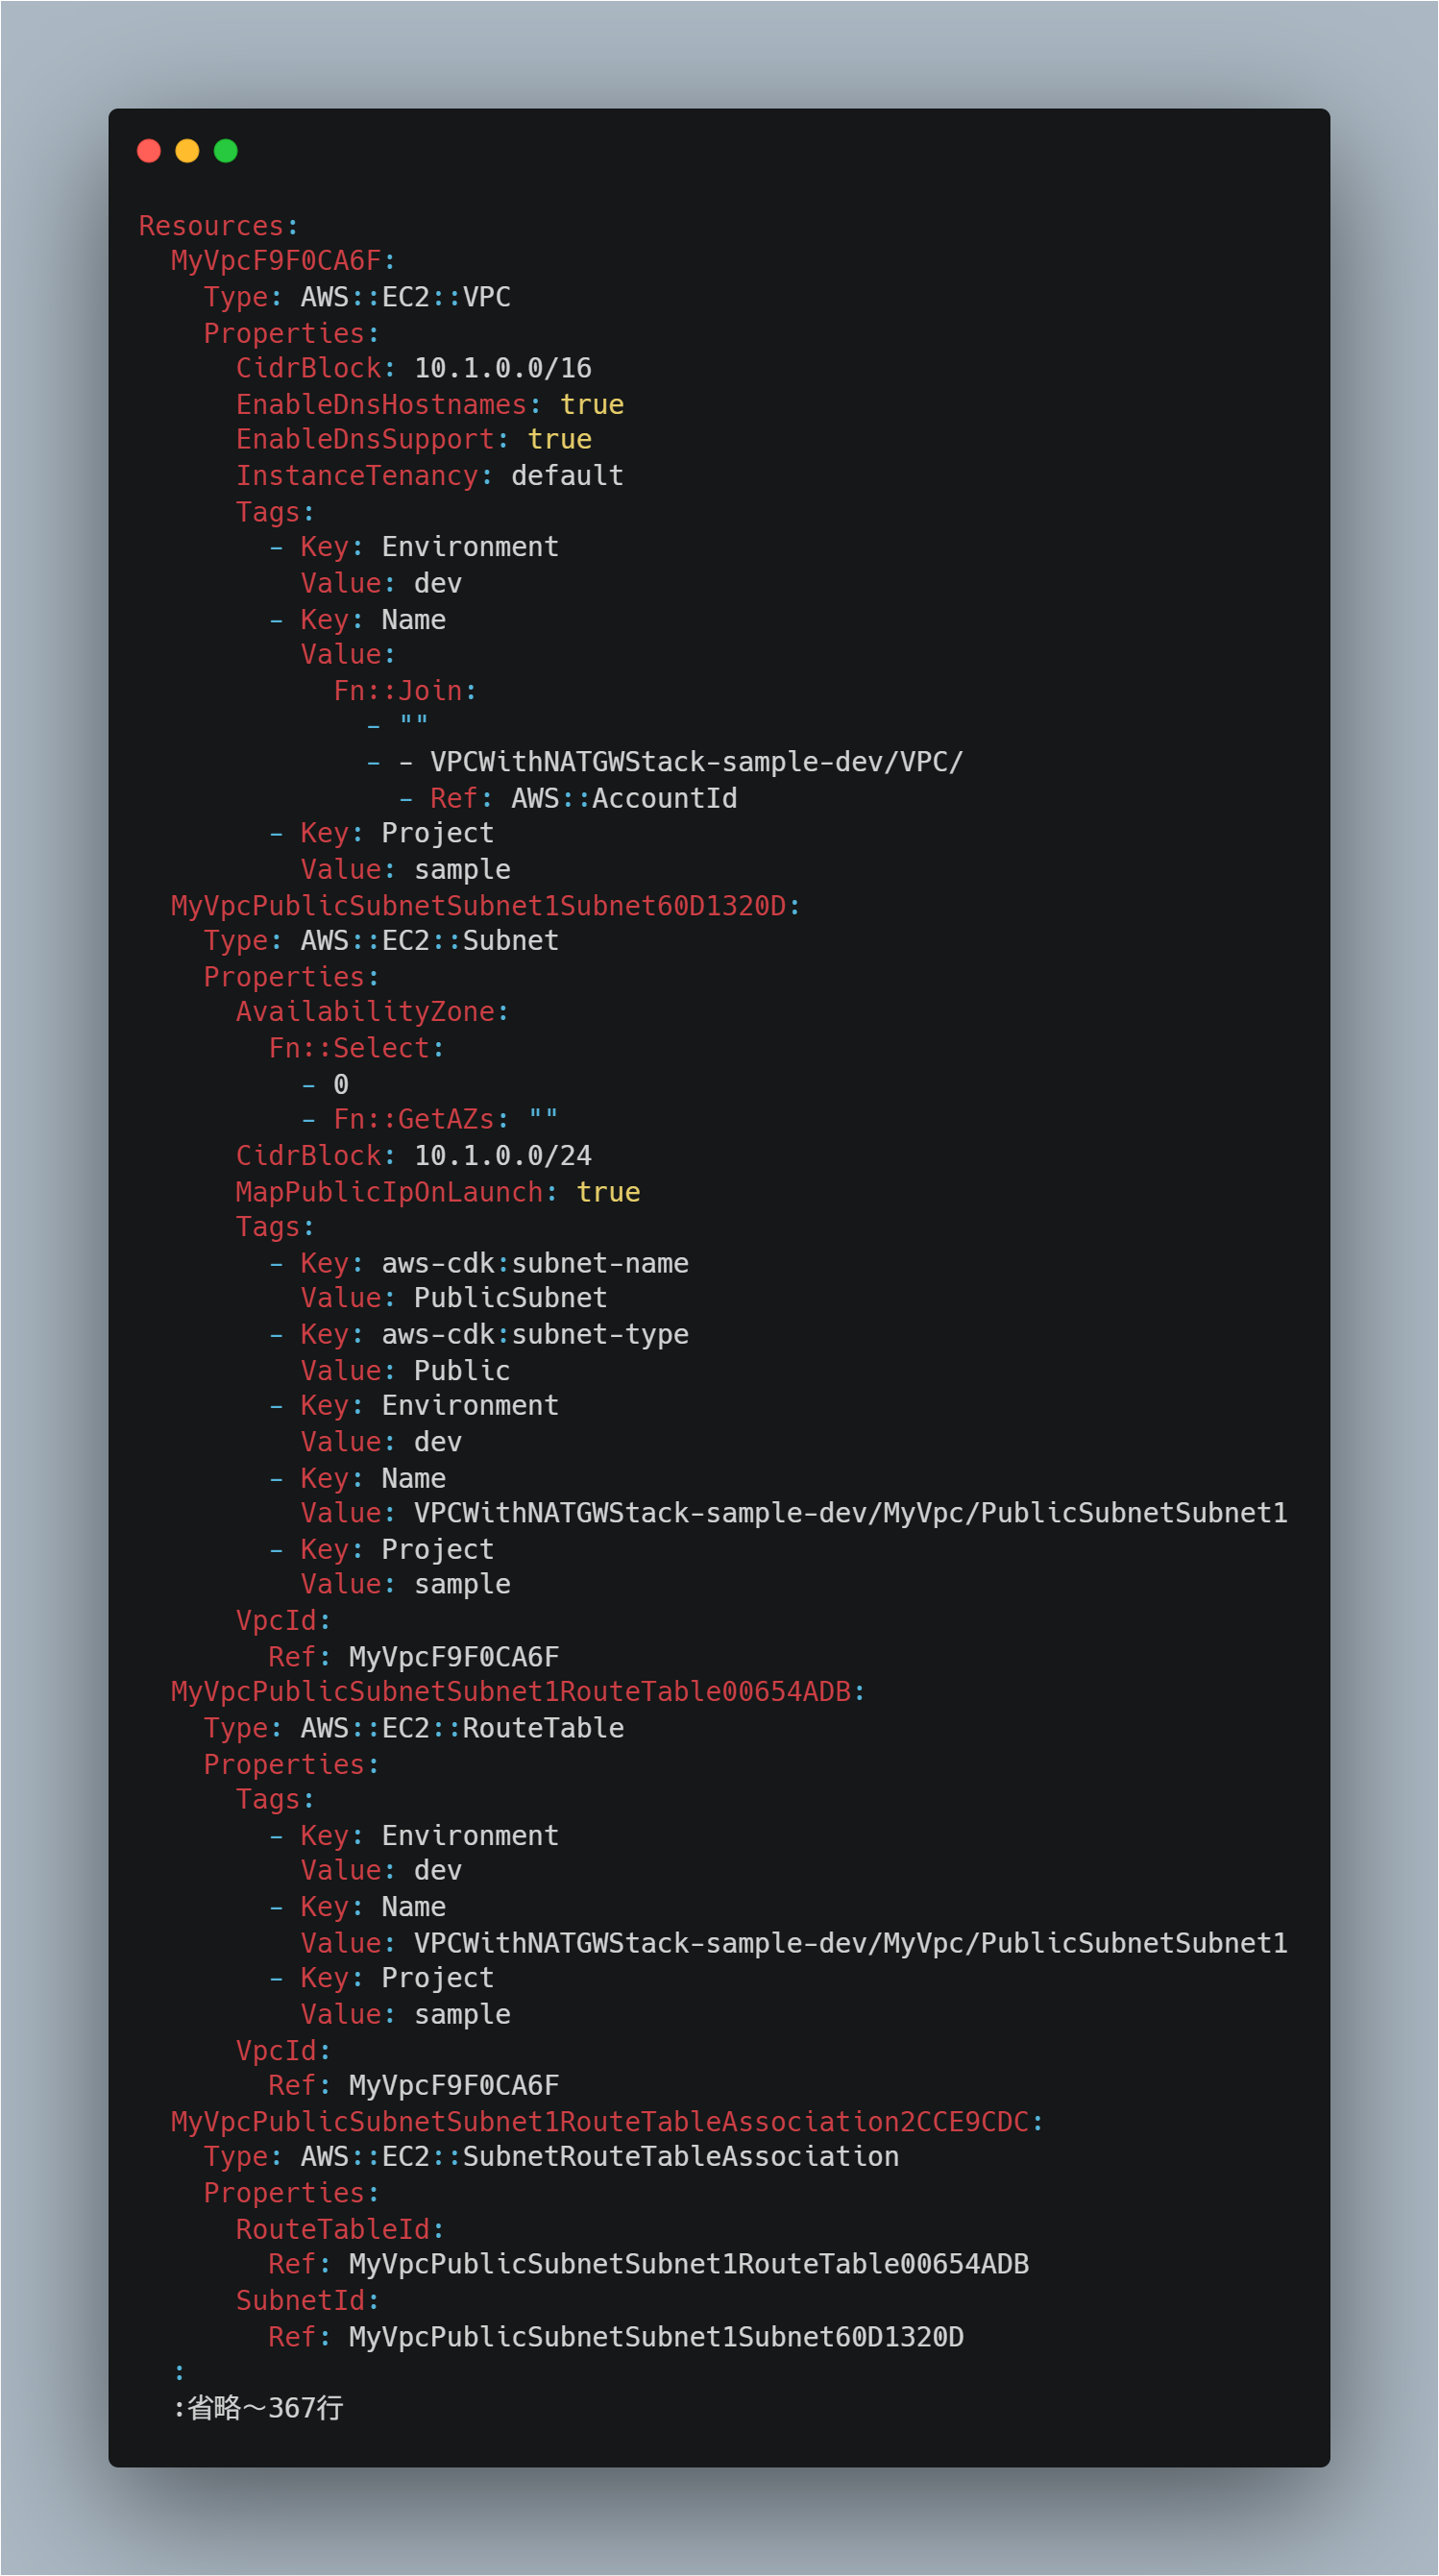 Resources:
  MyVpcF9F0CA6F:
    Type: AWS::EC2::VPC
    Properties:
      CidrBlock: 10.1.0.0/16
      EnableDnsHostnames: true
      EnableDnsSupport: true
      InstanceTenancy: default
      Tags:
        - Key: Environment
          Value: dev
        - Key: Name
          Value:
            Fn::Join:
              - ""
              - - VPCWithNATGWStack-sample-dev/VPC/
                - Ref: AWS::AccountId
        - Key: Project
          Value: sample
  MyVpcPublicSubnetSubnet1Subnet60D1320D:
    Type: AWS::EC2::Subnet
    Properties:
      AvailabilityZone:
        Fn::Select:
          - 0
          - Fn::GetAZs: ""
      CidrBlock: 10.1.0.0/24
      MapPublicIpOnLaunch: true
      Tags:
        - Key: aws-cdk:subnet-name
          Value: PublicSubnet
        - Key: aws-cdk:subnet-type
          Value: Public
        - Key: Environment
          Value: dev
        - Key: Name
          Value: VPCWithNATGWStack-sample-dev/MyVpc/PublicSubnetSubnet1
        - Key: Project
          Value: sample
      VpcId:
        Ref: MyVpcF9F0CA6F
  MyVpcPublicSubnetSubnet1RouteTable00654ADB:
    Type: AWS::EC2::RouteTable
    Properties:
      Tags:
        - Key: Environment
          Value: dev
        - Key: Name
          Value: VPCWithNATGWStack-sample-dev/MyVpc/PublicSubnetSubnet1
        - Key: Project
          Value: sample
      VpcId:
        Ref: MyVpcF9F0CA6F
  MyVpcPublicSubnetSubnet1RouteTableAssociation2CCE9CDC:
    Type: AWS::EC2::SubnetRouteTableAssociation
    Properties:
      RouteTableId:
        Ref: MyVpcPublicSubnetSubnet1RouteTable00654ADB
      SubnetId:
        Ref: MyVpcPublicSubnetSubnet1Subnet60D1320D
  :
  :省略～367行